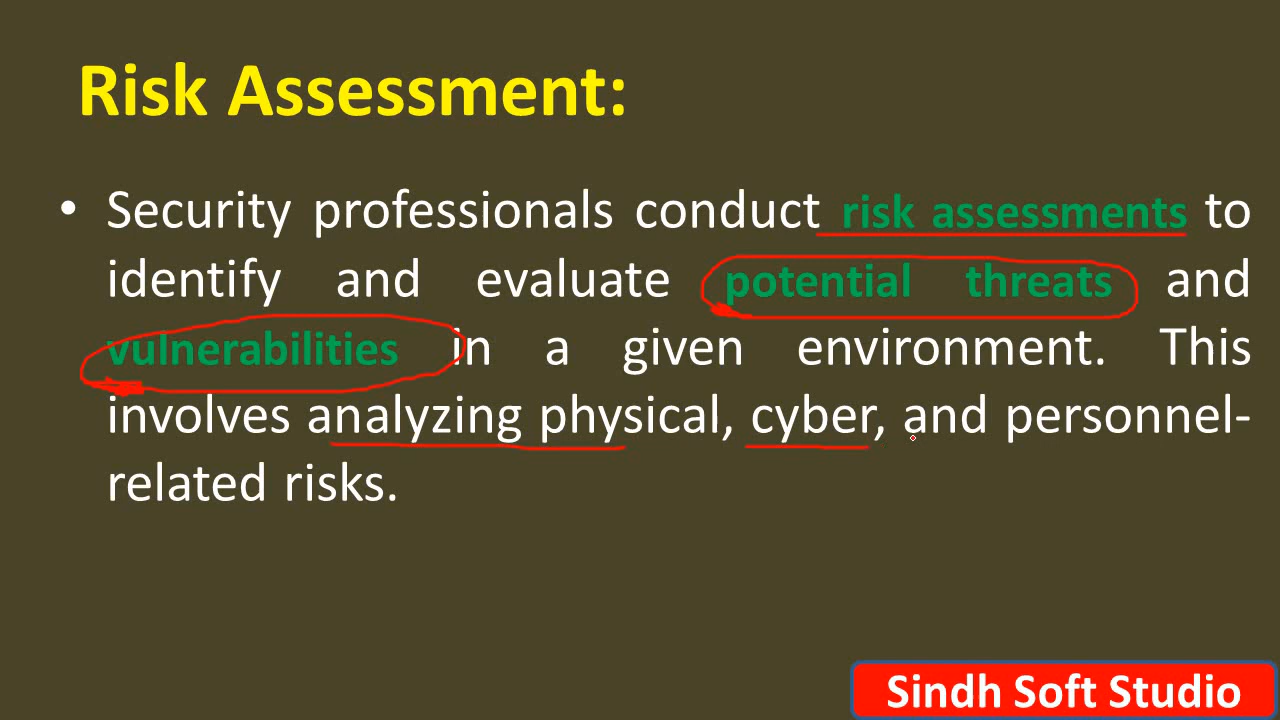 Risk Assessment:
• Security professionals conduct risk assessments to
identify and evaluate potential threats and
vulnerabilities in a given environment. This
involves analyzing physical, cyber, and personnel-
related risks.
Sindh Soft Studio